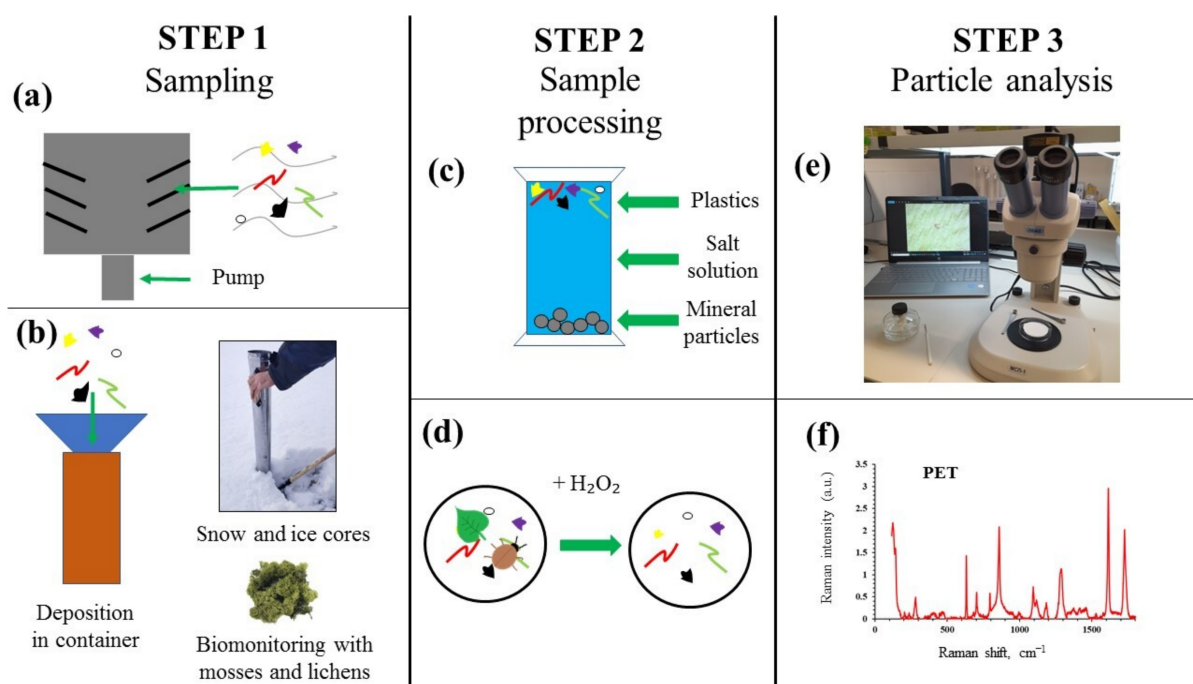 STEP 1
Sampling
(a)
Pump
(b)
Deposition
in container
Snow and ice cores
Biomonitoring with
mosses and lichens
STEP 2
Sample
processing
(c)
Plastics
Salt
solution
Mineral
particles
(d)
+ H₂O₂
STEP 3
Particle analysis
(e)
(f)
PET
Raman intensity (a.u.)
3.5
3
2.5
2
1.5
1
0.5
0
0
500
1000
1500
Raman shift, cm⁻¹